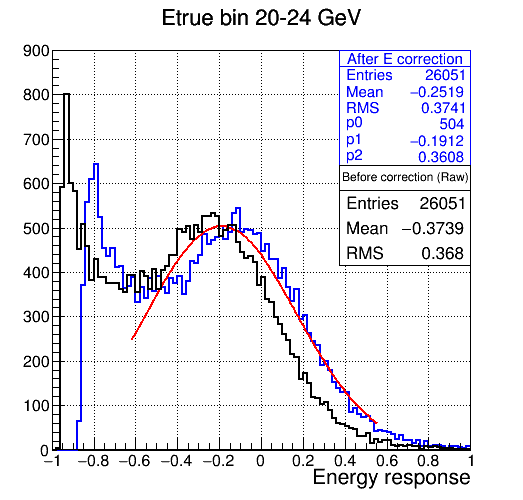 Etrue bin 20-24 GeV
After E correction
Entries 26051
Mean −0.2519
RMS 0.3741
p0 504
p1 −0.1912
p2 0.3608
Before correction (Raw)
Entries 26051
Mean −0.3739
RMS 0.368
900
800
700
600
500
400
300
200
100
0
−1 −0.8 −0.6 −0.4 −0.2 0 0.2 0.4 0.6 0.8 1
Energy response